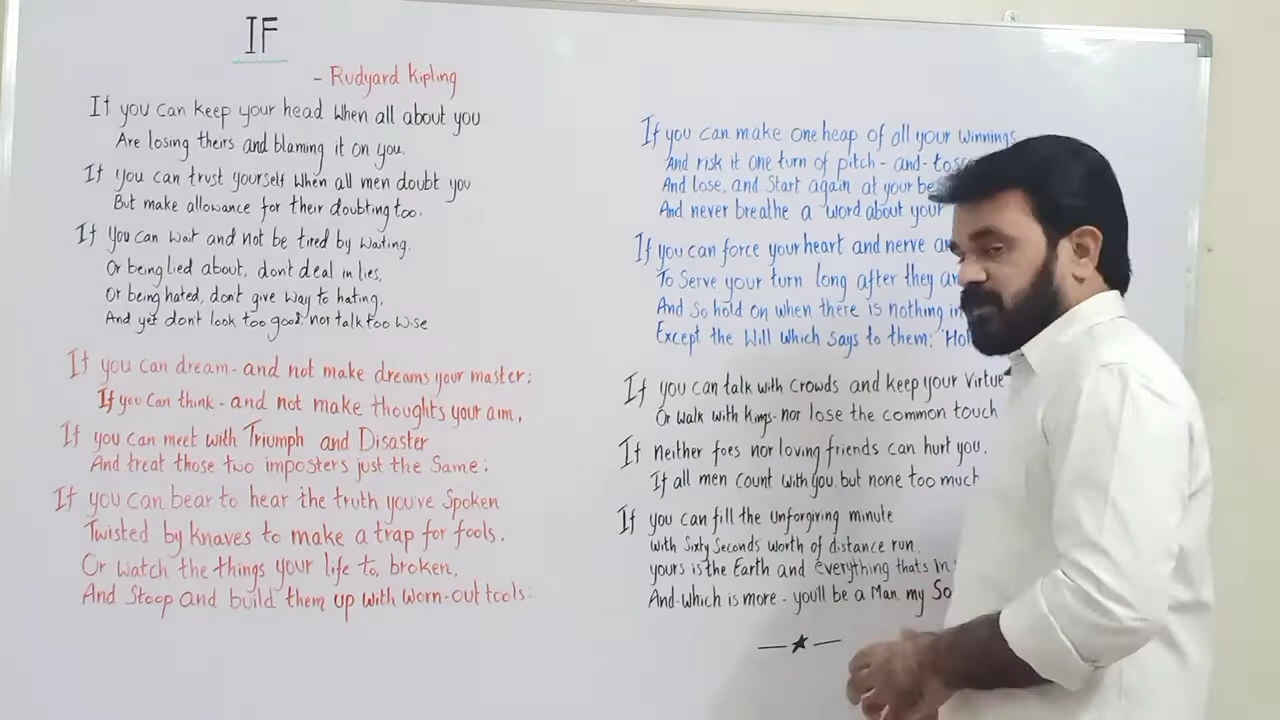 IF
- Rudyard Kipling
If you can keep your head when all about you
Are losing theirs and blaming it on you.
If you can trust yourself when all men doubt you
But make allowance for their doubting too.
If you can wait and not be tired by waiting.
Or being lied about, dont deal in lies,
Or being hated, don't give way to hating,
And yet dont look too good, nor talk too wise
If you can dream - and not make dreams your master;
If you can think - and not make thoughts your aim,
If you can meet with Triumph and Disaster
And treat those two imposters just the Same;
If you can bear to hear the truth you've Spoken
Twisted by knaves to make a trap for fools.
Or watch the things your life to, broken,
And Stoop and build them up with worn-out tools:
If you can make one heap of all your winnings
And risk it one turn of pitch - and - toss
And lose, and Start again at your
And never breathe a word about your
If you can force your heart and nerve
To Serve your turn long after they
And so hold on when there is nothing in
Except the Will which says to them:
If you can talk with crowds and keep your Virtue
Or walk with kings - nor lose the common touch
If neither foes nor loving friends can hurt you.
If all men count with you, but none too much
If you can fill the unforgiving minute
with Sixty Seconds' worth of distance run.
yours is the Earth and everything thats in
And - which is more - youll be a Man my